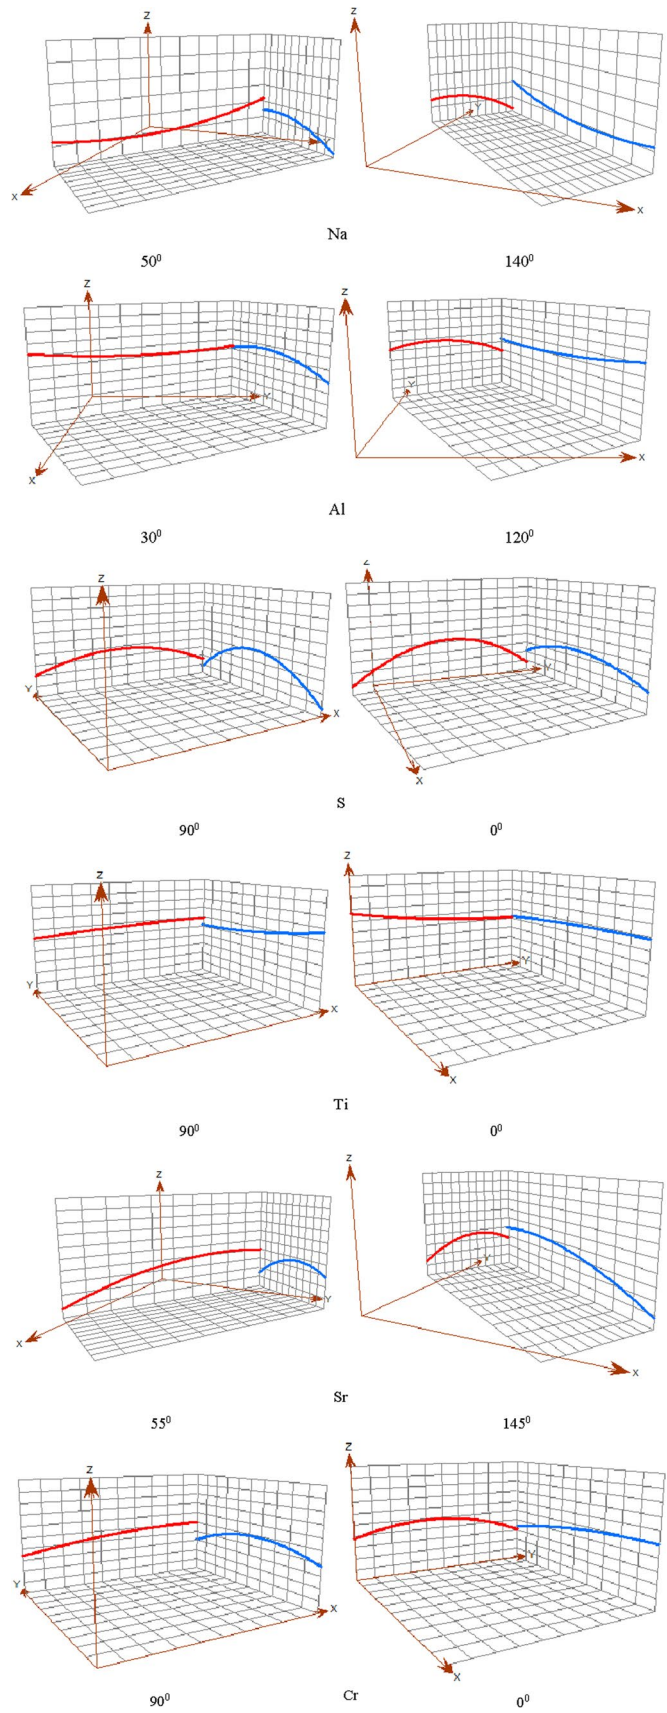 Z Z
Y Y
X X
Na
50⁰ 140⁰
Z Z
Y Y
X X
Al
30⁰ 120⁰
Z Z
Y X Y
X
S
90⁰ 0⁰
Z Z
Y X Y
X
Ti
90⁰ 0⁰
Z Z
X Y Y
X
Sr
55⁰ 145⁰
Z Z
Y X Y
X
Cr
90⁰ 0⁰